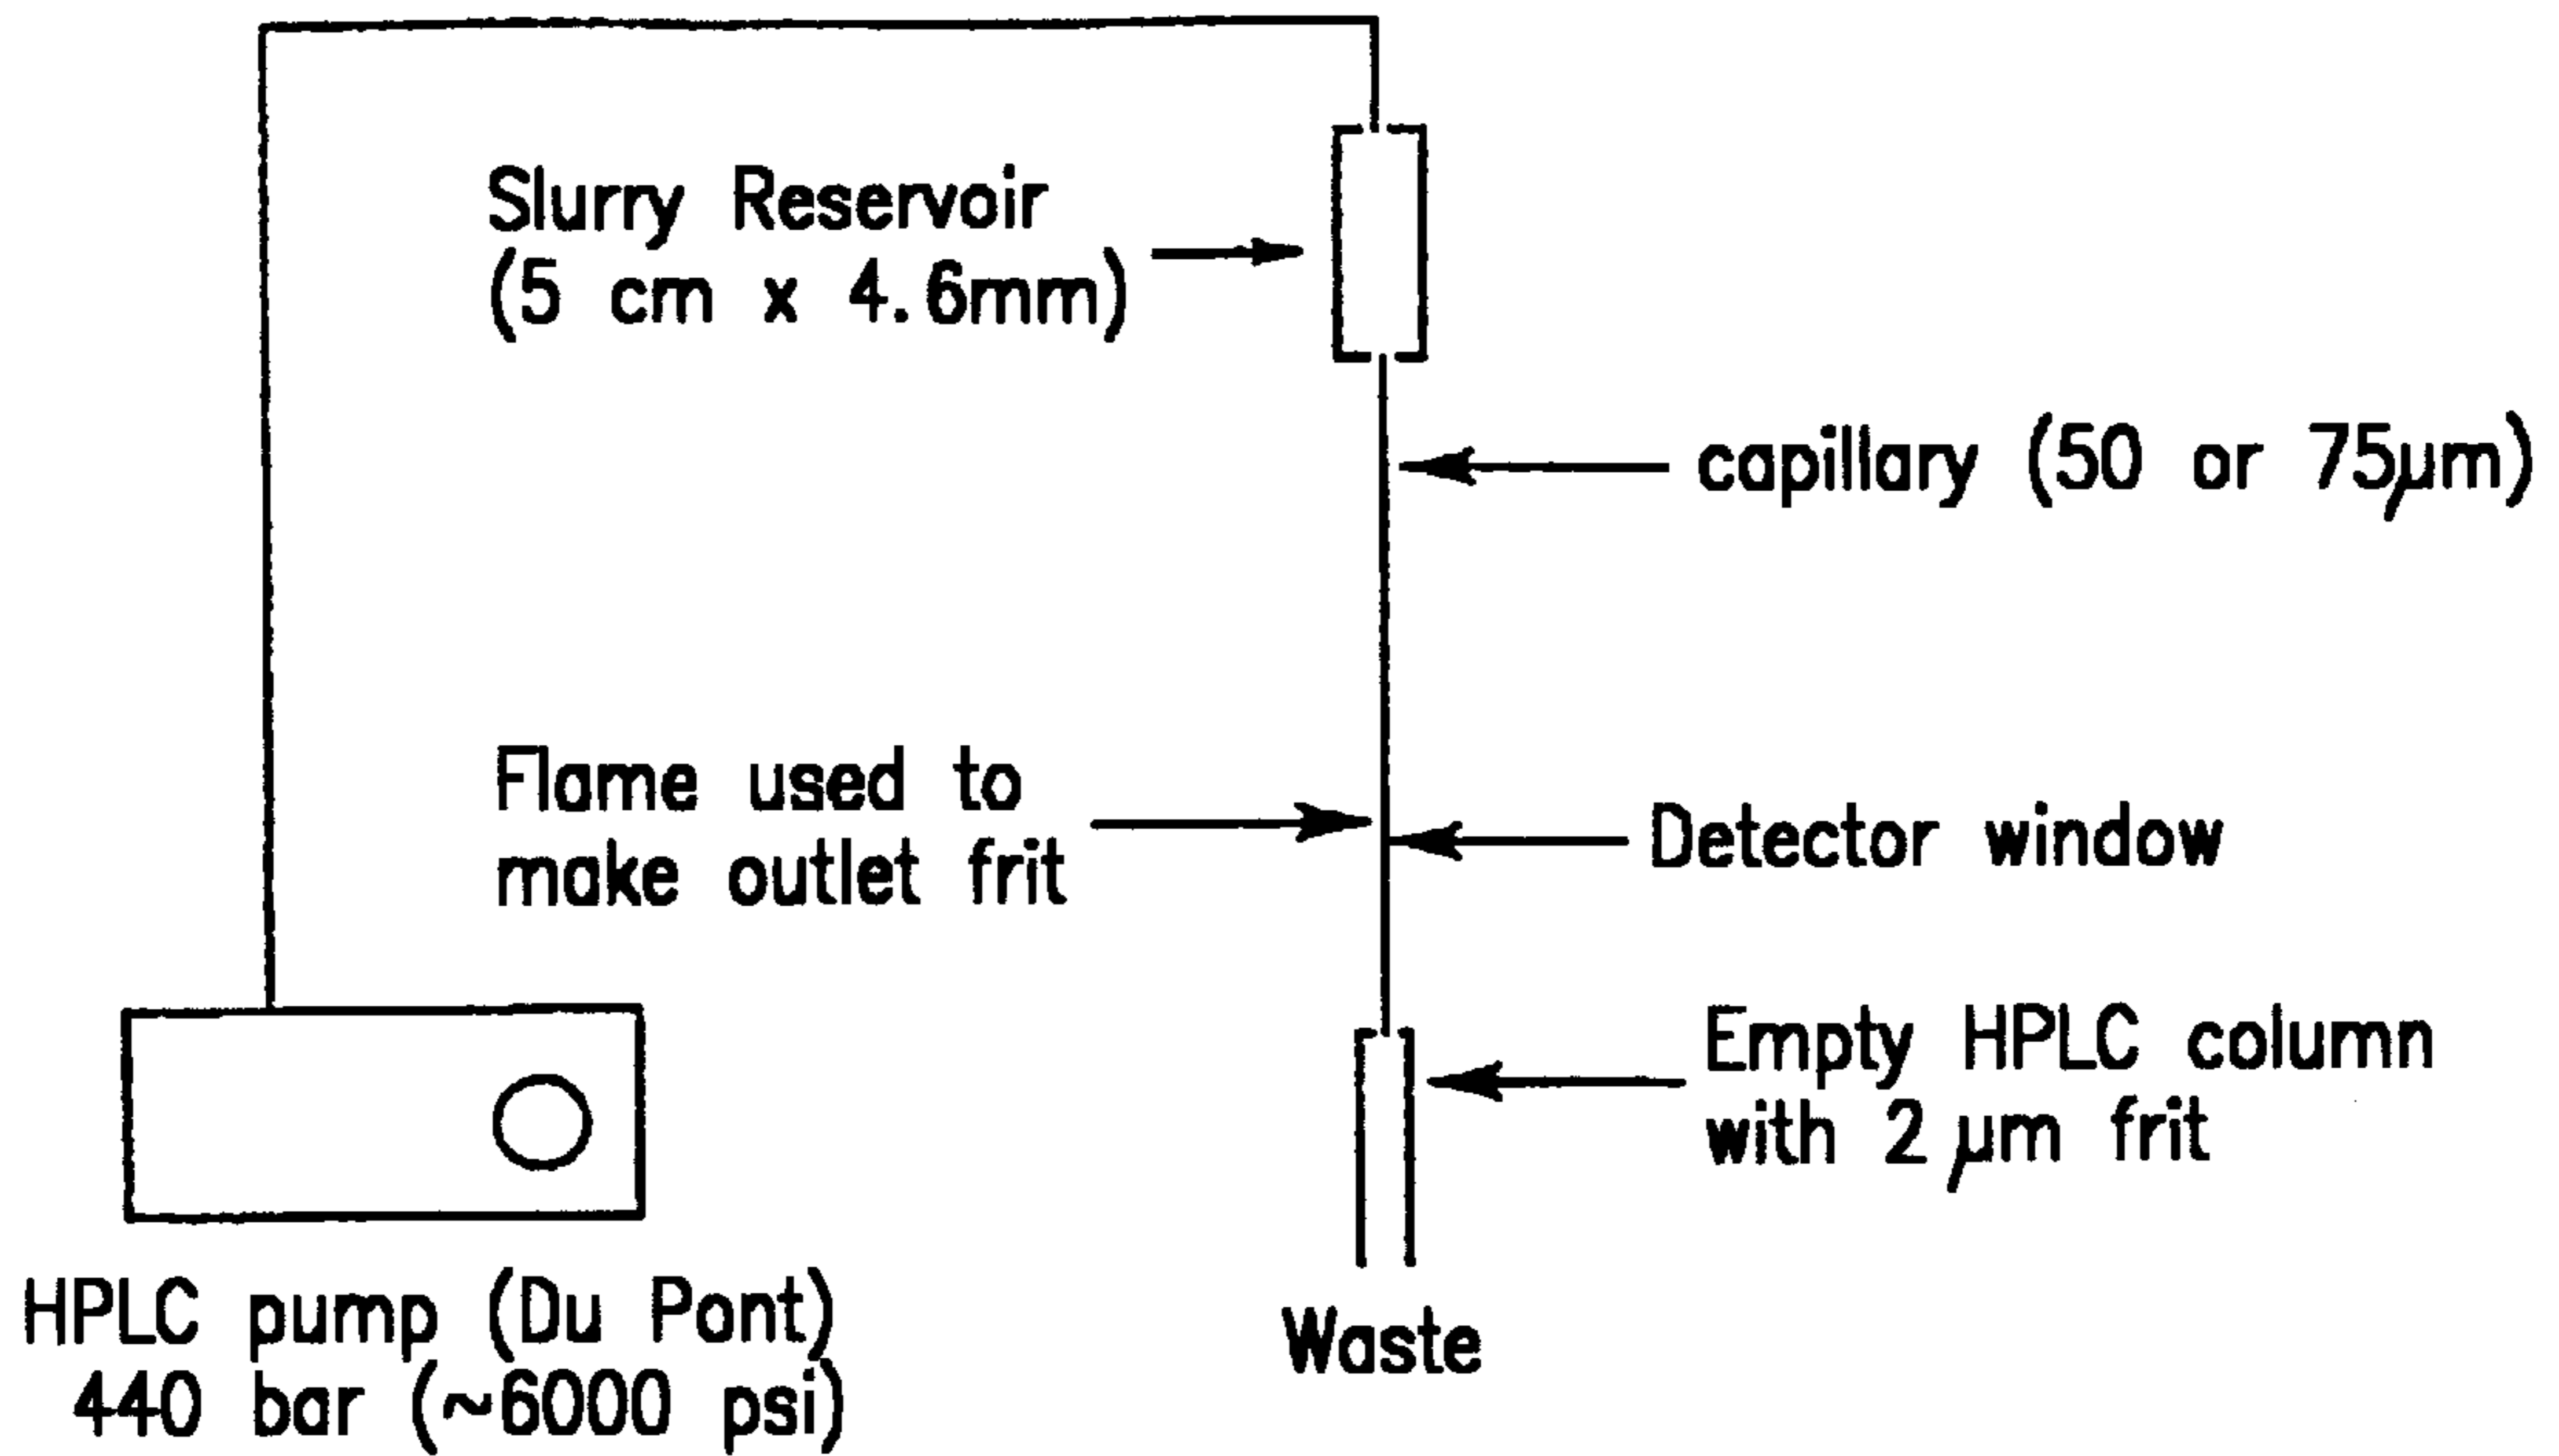 Slurry Reservoir
(5 cm x 4.6mm)
capillary (50 or 75µm)
Flame used to
make outlet frit
Detector window
Empty HPLC column
with 2 µm frit
HPLC pump (Du Pont)
440 bar (~6000 psi)
Waste